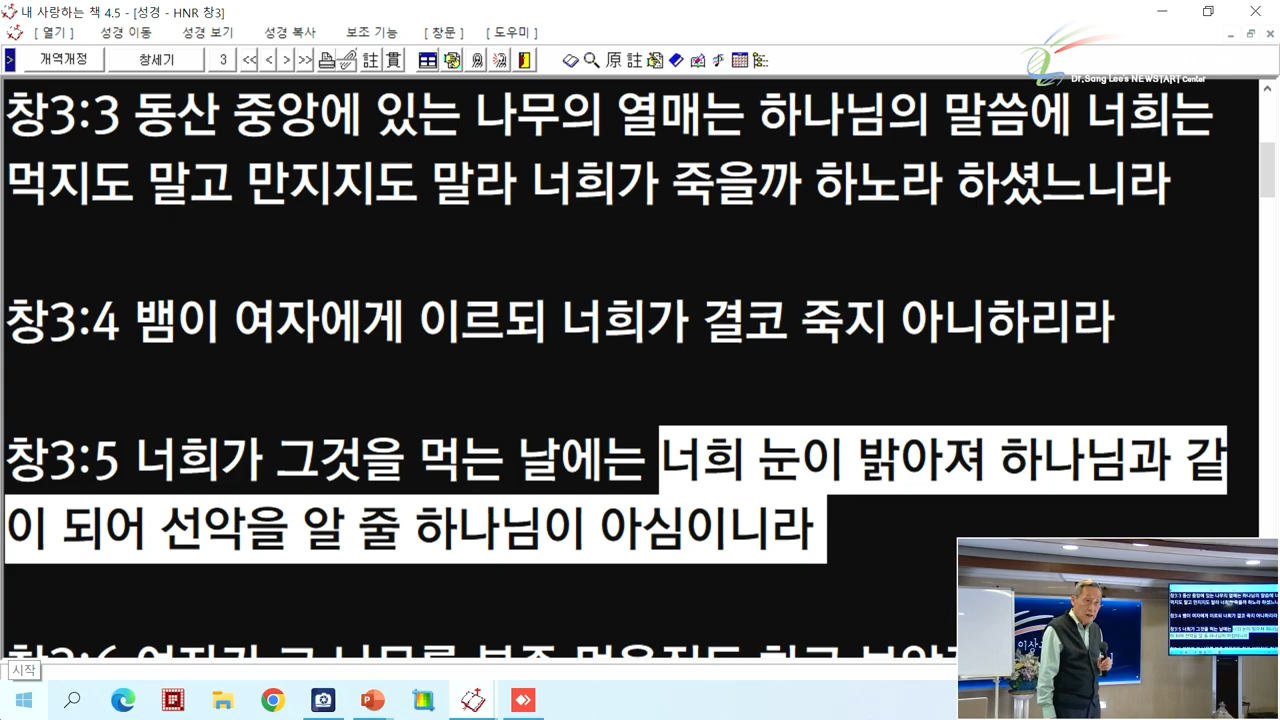 내 사랑하는 책 4.5 - [성경 - HNR 창3]
[ 열기 ] 성경 이동 성경 보기 성경 복사 보조 기능 [ 창문 ] [ 도우미 ]
> 개역개정 창세기 3 << < > >> 註 貫 原 註
Dr.Sang Lee's NEWSTART Center
창3:3 동산 중앙에 있는 나무의 열매는 하나님의 말씀에 너희는
먹지도 말고 만지지도 말라 너희가 죽을까 하노라 하셨느니라
창3:4 뱀이 여자에게 이르되 너희가 결코 죽지 아니하리라
창3:5 너희가 그것을 먹는 날에는 너희 눈이 밝아져 하나님과 같
이 되어 선악을 알 줄 하나님이 아심이니라
시작